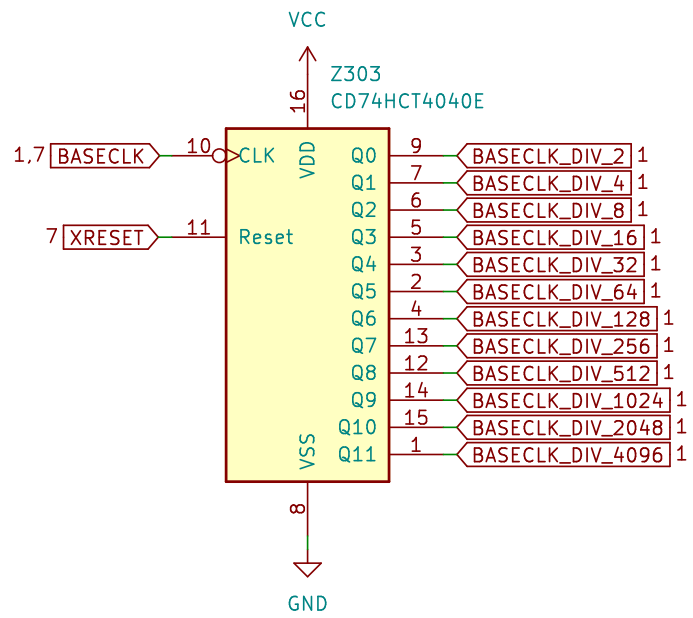 VCC
Z303
CD74HCT4040E
16
1,7 BASECLK 10 CLK VDD Q0 9 BASECLK_DIV_2 1
Q1 7 BASECLK_DIV_4 1
Q2 6 BASECLK_DIV_8 1
7 XRESET 11 Reset Q3 5 BASECLK_DIV_16 1
Q4 3 BASECLK_DIV_32 1
Q5 2 BASECLK_DIV_64 1
Q6 4 BASECLK_DIV_128 1
Q7 13 BASECLK_DIV_256 1
Q8 12 BASECLK_DIV_512 1
Q9 14 BASECLK_DIV_1024 1
Q10 15 BASECLK_DIV_2048 1
VSS Q11 1 BASECLK_DIV_4096 1
8
GND